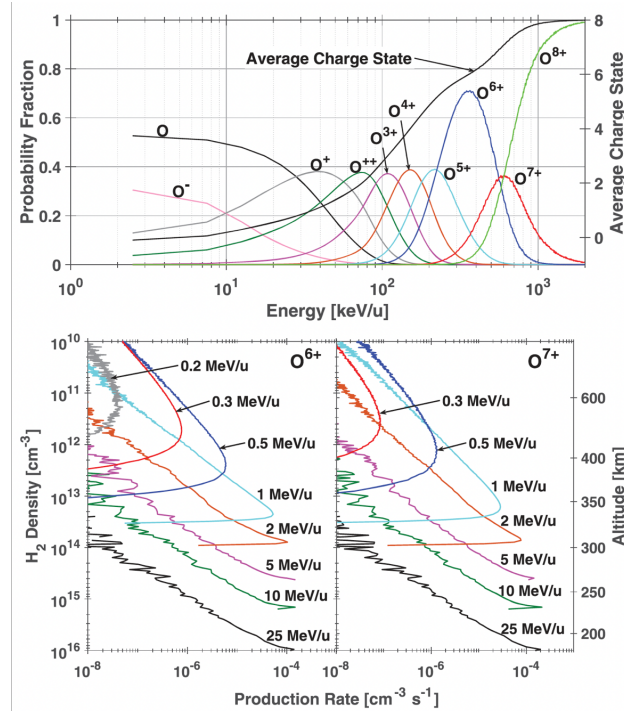 Probability Fraction
1
0.8
0.6
0.4
0.2
0
Average Charge State
O
O-
O+
O++
O3+
O4+
O5+
O6+
O7+
O8+
8
6
4
2
0
Average Charge State
10^0
10^1
10^2
10^3
Energy [keV/u]
H2 Density [cm-3]
10^10
10^11
10^12
10^13
10^14
10^15
10^16
O6+
0.2 MeV/u
0.3 MeV/u
0.5 MeV/u
1 MeV/u
2 MeV/u
5 MeV/u
10 MeV/u
25 MeV/u
O7+
0.3 MeV/u
0.5 MeV/u
1 MeV/u
2 MeV/u
5 MeV/u
10 MeV/u
25 MeV/u
600
400
350
300
250
200
Altitude [km]
10^-8
10^-6
10^-4
10^-8
10^-6
10^-4
Production Rate [cm-3 s-1]